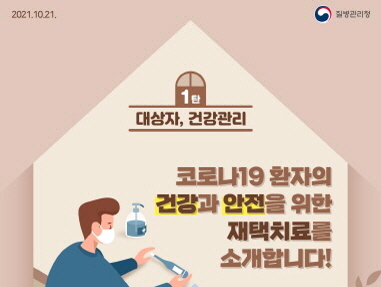 2021.10.21.
질병관리청
1탄
대상자, 건강관리
코로나19 환자의
건강과 안전을 위한
재택치료를
소개합니다!